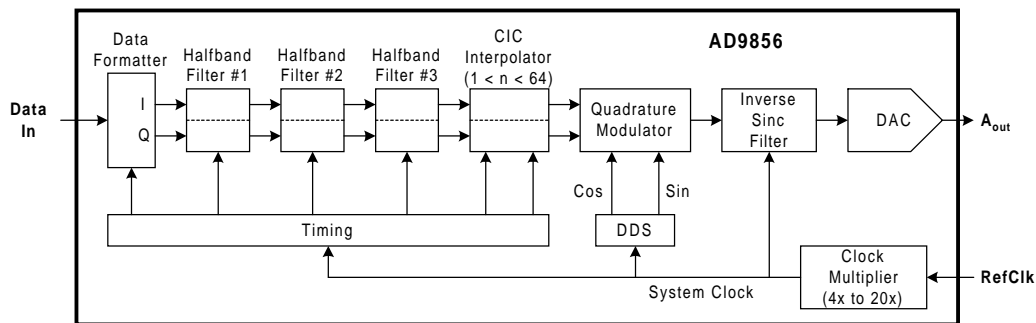 AD9856
Data
Formatter
Halfband
Filter #1
Halfband
Filter #2
Halfband
Filter #3
CIC
Interpolator
(1 < n < 64)
Data
In
I
Q
Quadrature
Modulator
Inverse
Sinc
Filter
DAC
Aout
Cos
Sin
Timing
DDS
System Clock
Clock
Multiplier
(4x to 20x)
RefClk